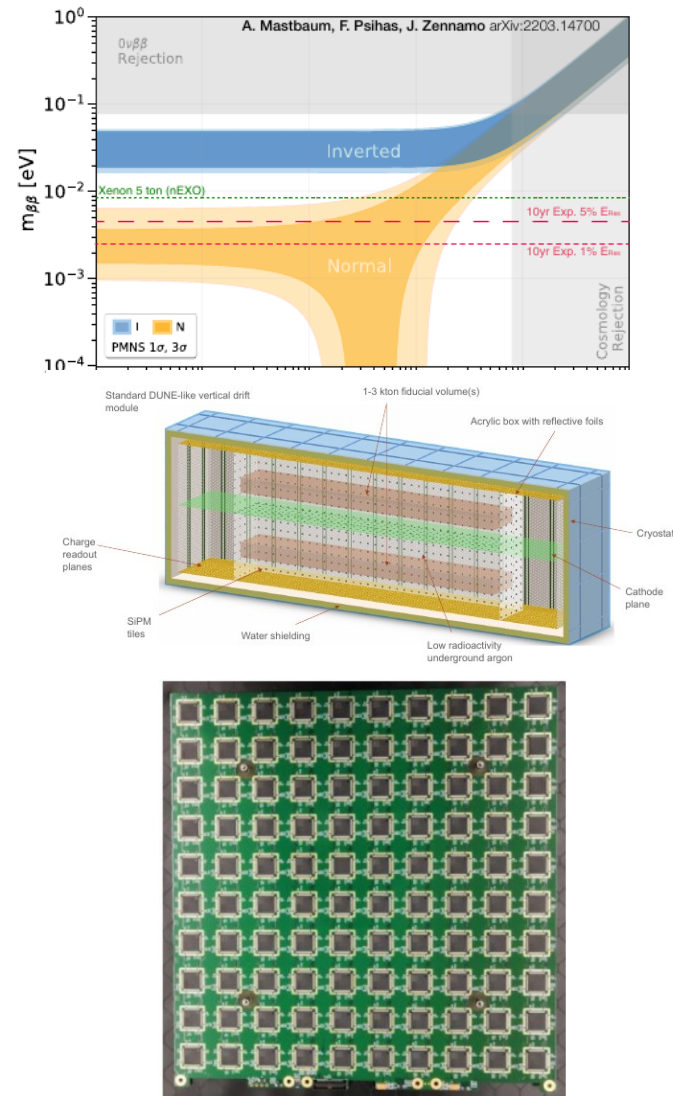 A. Mastbaum, F. Psihas, J. Zennamo arXiv:2203.14700
10⁰
0νββ
Rejection
10⁻¹
Inverted
10⁻²
Xenon 5 ton (nEXO)
10yr Exp. 5% ERes
10yr Exp. 1% ERes
10⁻³
Normal
10⁻⁴
mββ [eV]
Cosmology
Rejection
I N
PMNS 1σ, 3σ
Standard DUNE-like vertical drift
module
1-3 kton fiducial volume(s)
Acrylic box with reflective foils
Cryostat
Charge
readout
planes
Cathode
plane
SiPM
tiles
Water shielding
Low radioactivity
underground argon